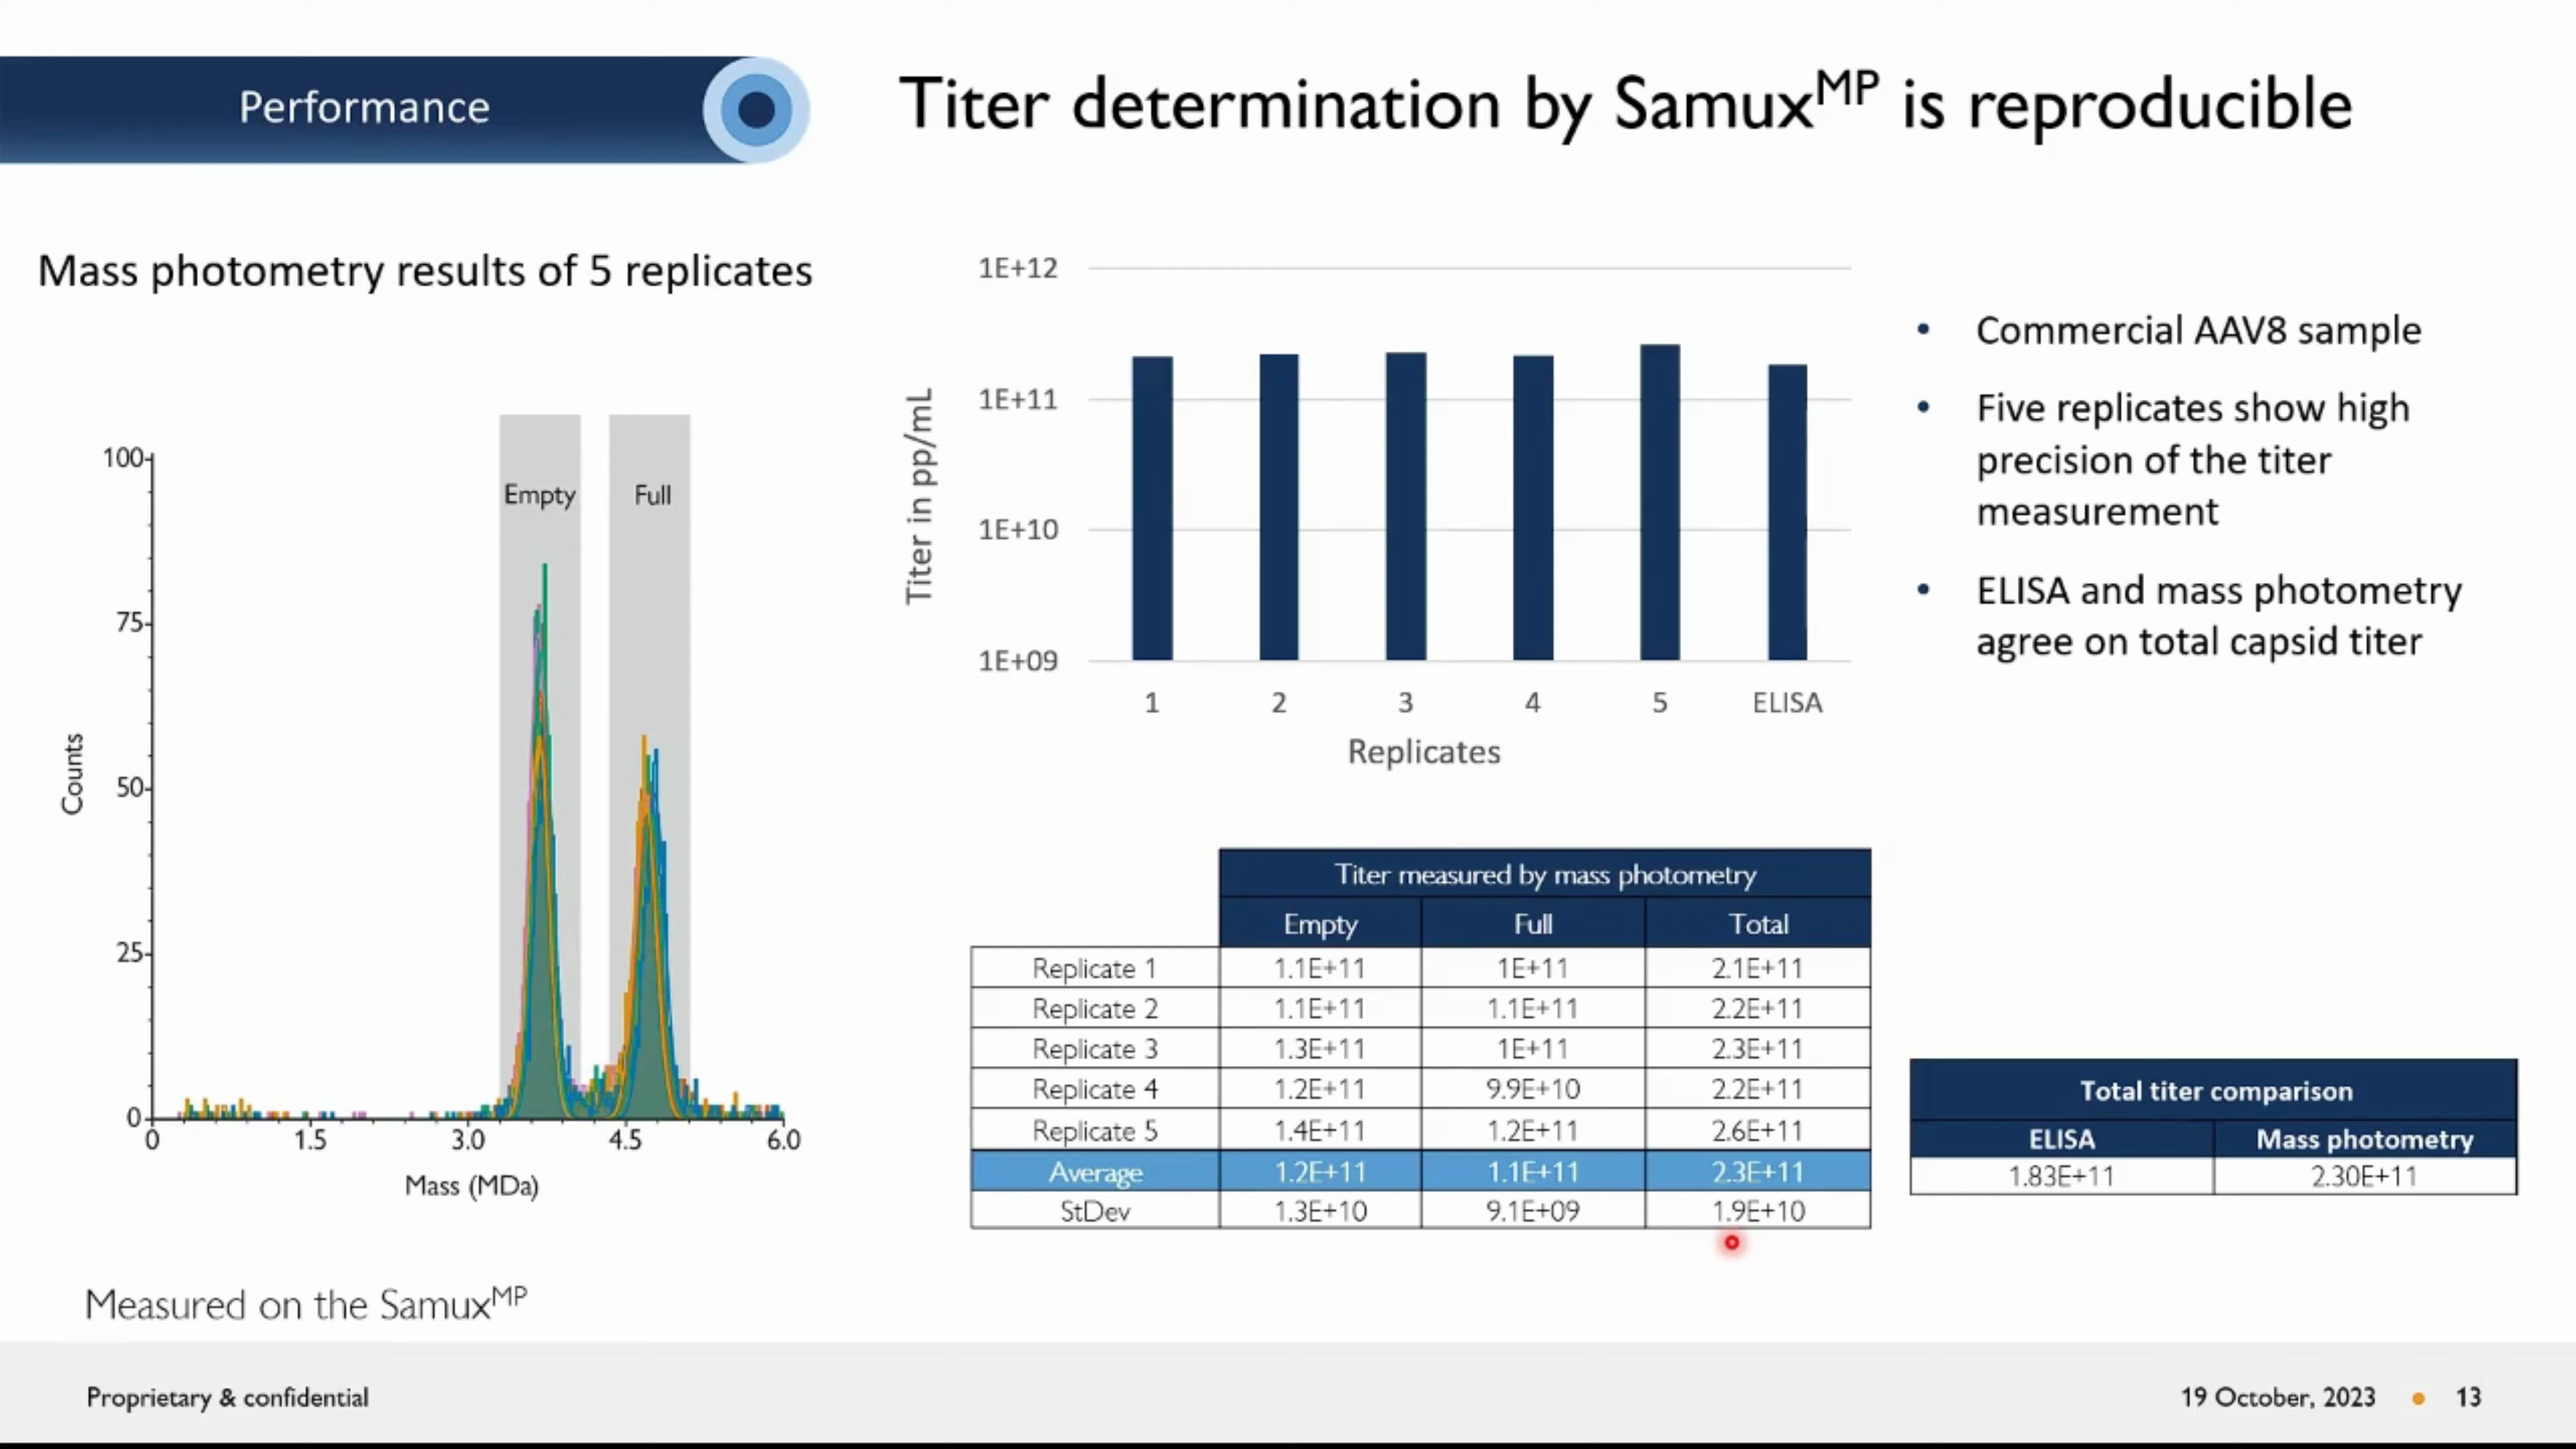 Performance
Titer determination by Samux^MP is reproducible
Mass photometry results of 5 replicates
100
75
50
25
0
Counts
Empty
Full
0 1.5 3.0 4.5 6.0
Mass (MDa)
Measured on the Samux^MP
1E+12
1E+11
1E+10
1E+09
Titer in pp/mL
1 2 3 4 5 ELISA
Replicates
• Commercial AAV8 sample
• Five replicates show high
precision of the titer
measurement
• ELISA and mass photometry
agree on total capsid titer
Titer measured by mass photometry
Empty Full Total
Replicate 1 1.1E+11 1E+11 2.1E+11
Replicate 2 1.1E+11 1.1E+11 2.2E+11
Replicate 3 1.3E+11 1E+11 2.3E+11
Replicate 4 1.2E+11 9.9E+10 2.2E+11
Replicate 5 1.4E+11 1.2E+11 2.6E+11
Average 1.2E+11 1.1E+11 2.3E+11
StDev 1.3E+10 9.1E+09 1.9E+10
Total titer comparison
ELISA Mass photometry
1.83E+11 2.30E+11
Proprietary & confidential
19 October, 2023 • 13